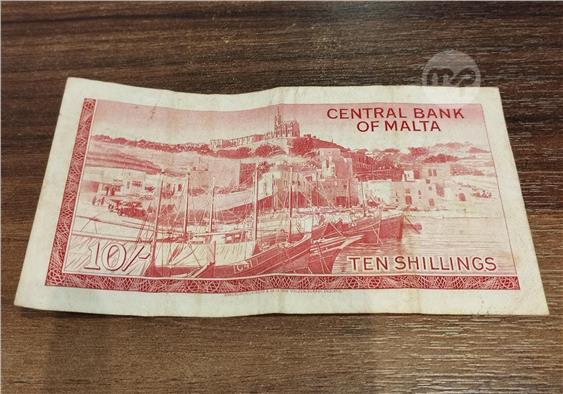 CENTRAL BANK
OF MALTA
10/-
TEN SHILLINGS